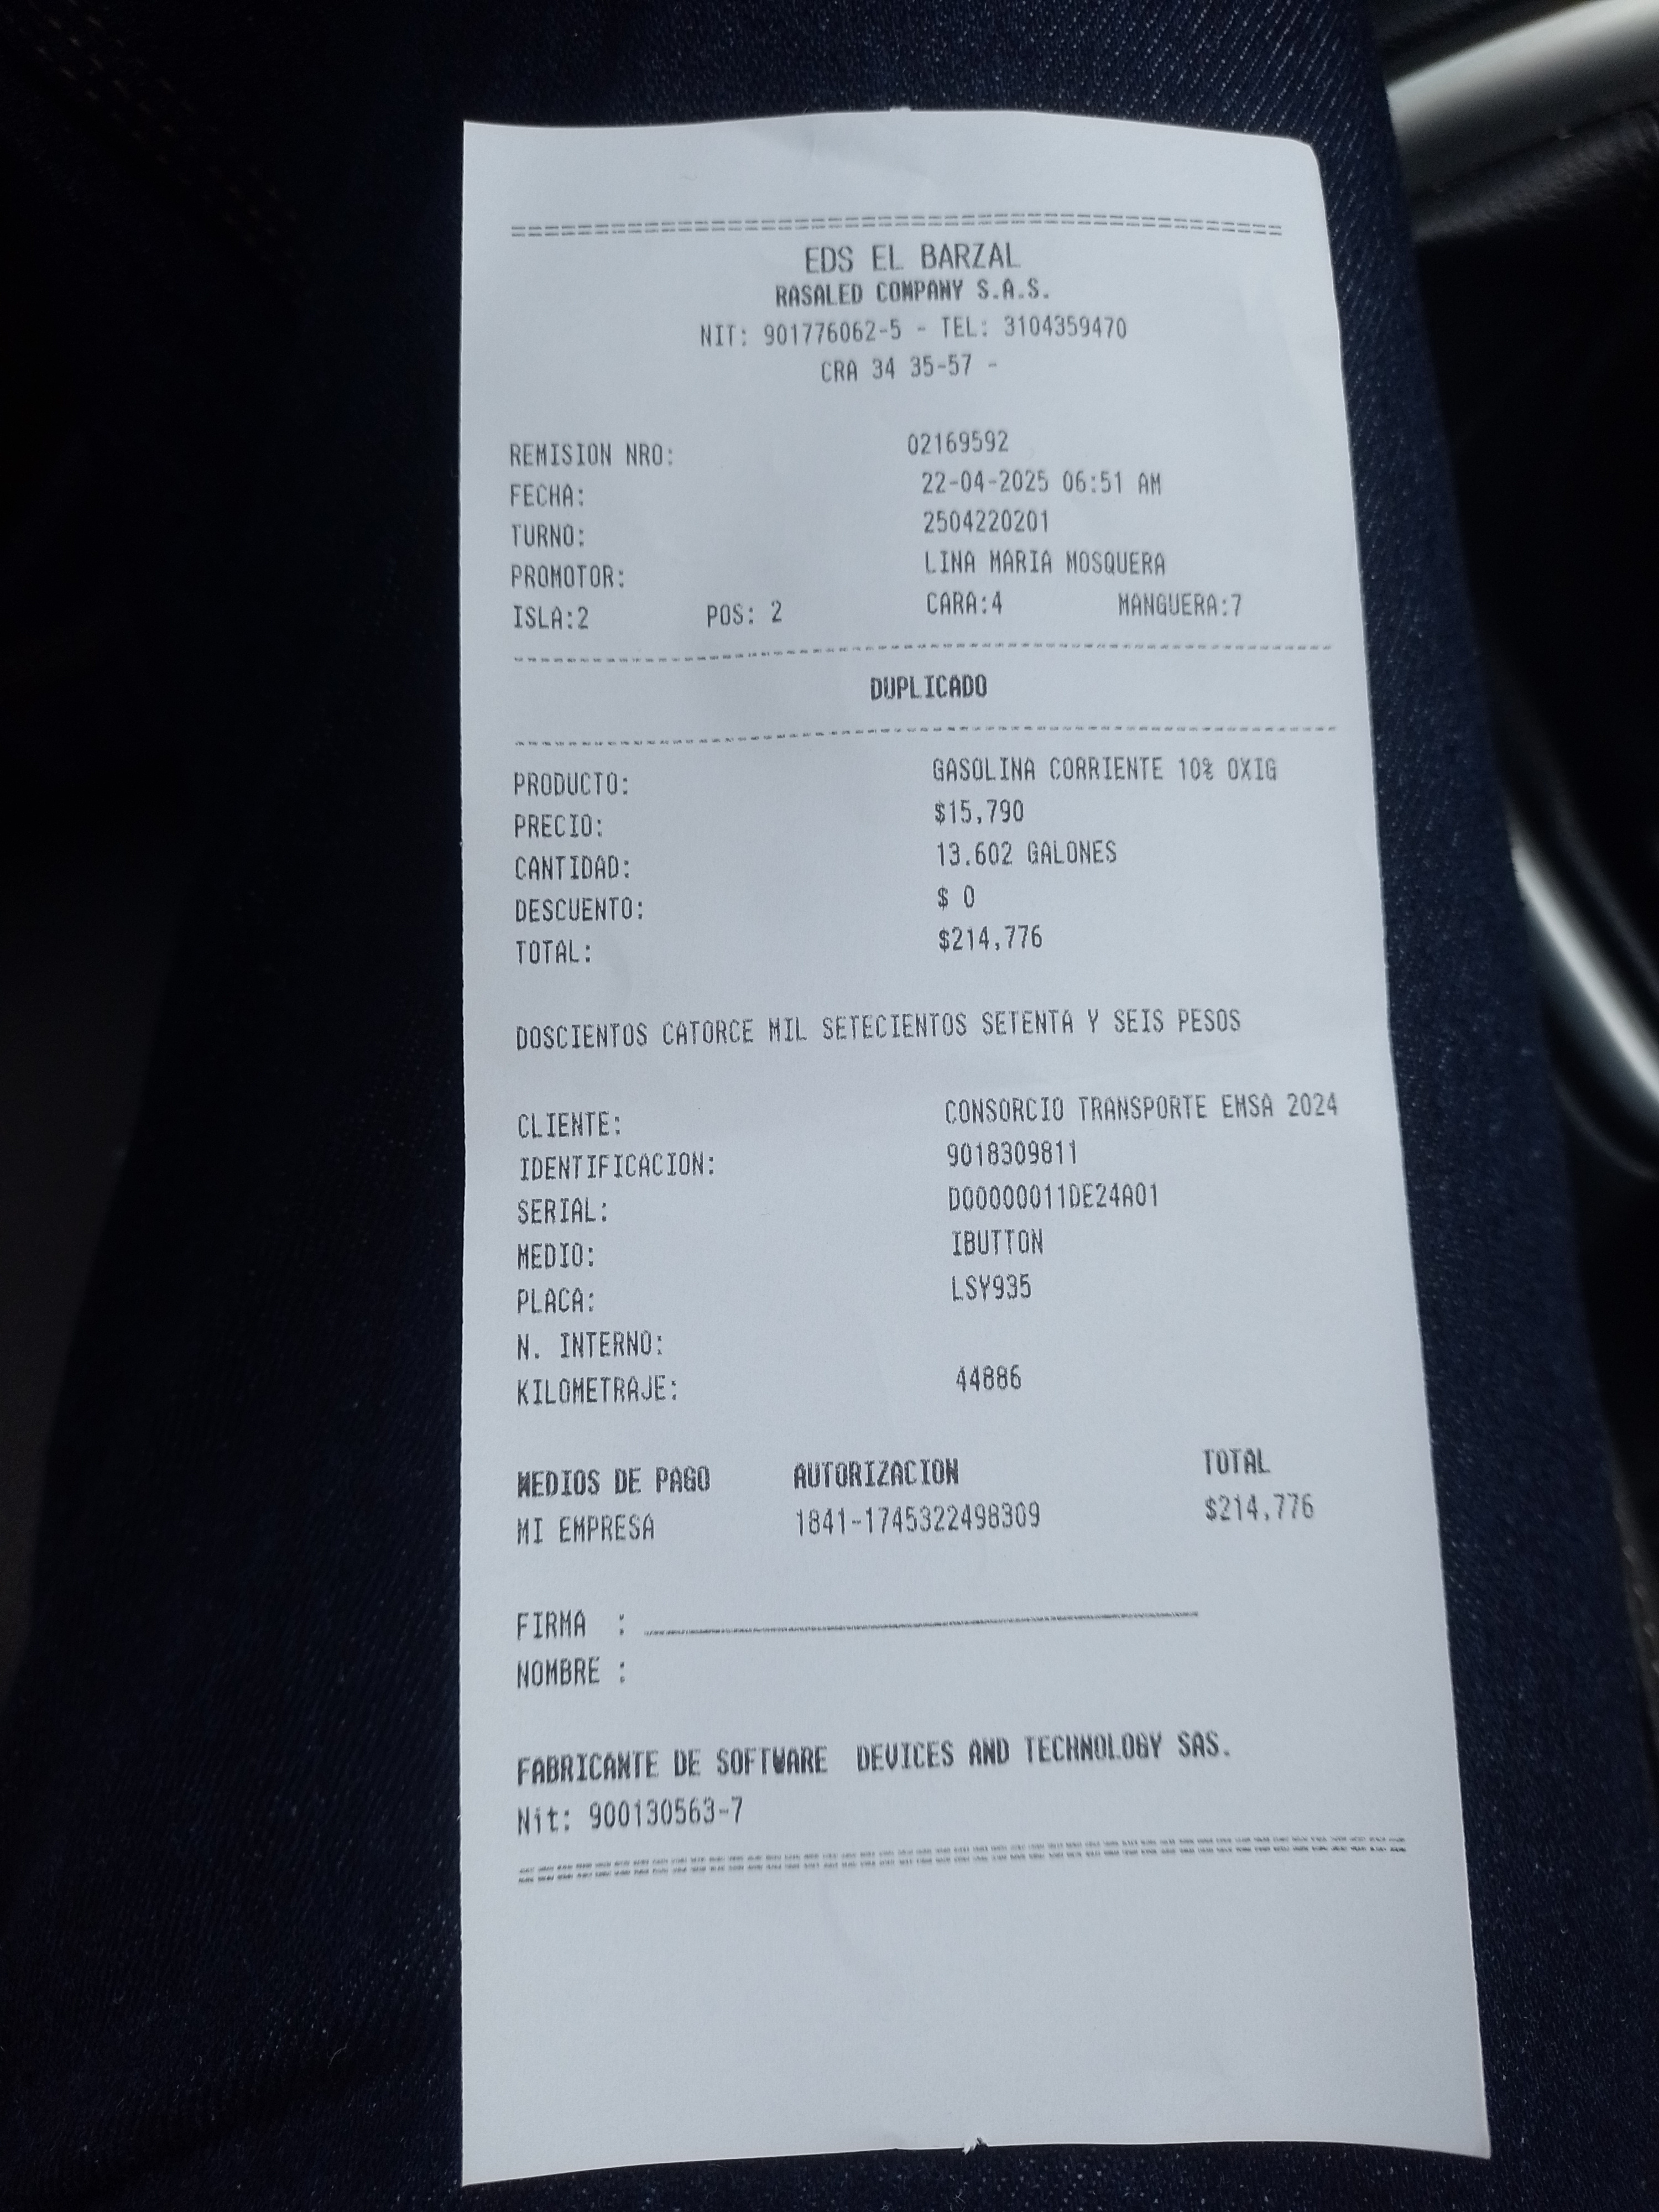 ================================================
EDS EL BARZAL
RASALED COMPANY S.A.S.
NIT: 901776062-5 - TEL: 3104359470
CRA 34 35-57 -
REMISION NRO: 02169592
FECHA: 22-04-2025 06:51 AM
TURNO: 2504220201
PROMOTOR: LINA MARIA MOSQUERA
ISLA:2 POS: 2 CARA:4 MANGUERA:7
DUPLICADO
PRODUCTO: GASOLINA CORRIENTE 10% OXIG
PRECIO: $15,790
CANTIDAD: 13.602 GALONES
DESCUENTO: $ 0
TOTAL: $214,776
DOSCIENTOS CATORCE MIL SETECIENTOS SETENTA Y SEIS PESOS
CLIENTE: CONSORCIO TRANSPORTE EMSA 2024
IDENTIFICACION: 9018309811
SERIAL: D00000011DE24A01
MEDIO: IBUTTON
PLACA: LSY935
N. INTERNO:
KILOMETRAJE: 44886
MEDIOS DE PAGO AUTORIZACION TOTAL
MI EMPRESA 1841-1745322498309 $214,776
FIRMA : ______________________
NOMBRE :
FABRICANTE DE SOFTWARE DEVICES AND TECHNOLOGY SAS.
Nit: 900130563-7
================================================